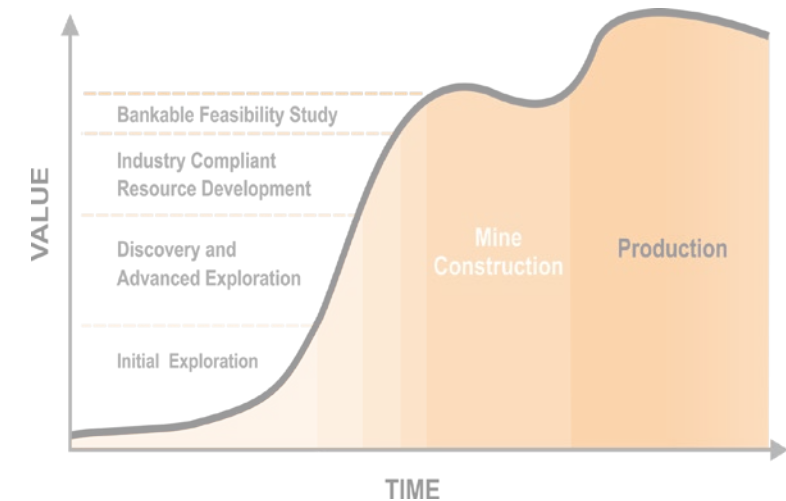 VALUE
Bankable Feasibility Study
Industry Compliant
Resource Development
Discovery and
Advanced Exploration
Initial Exploration
Mine
Construction
Production
TIME